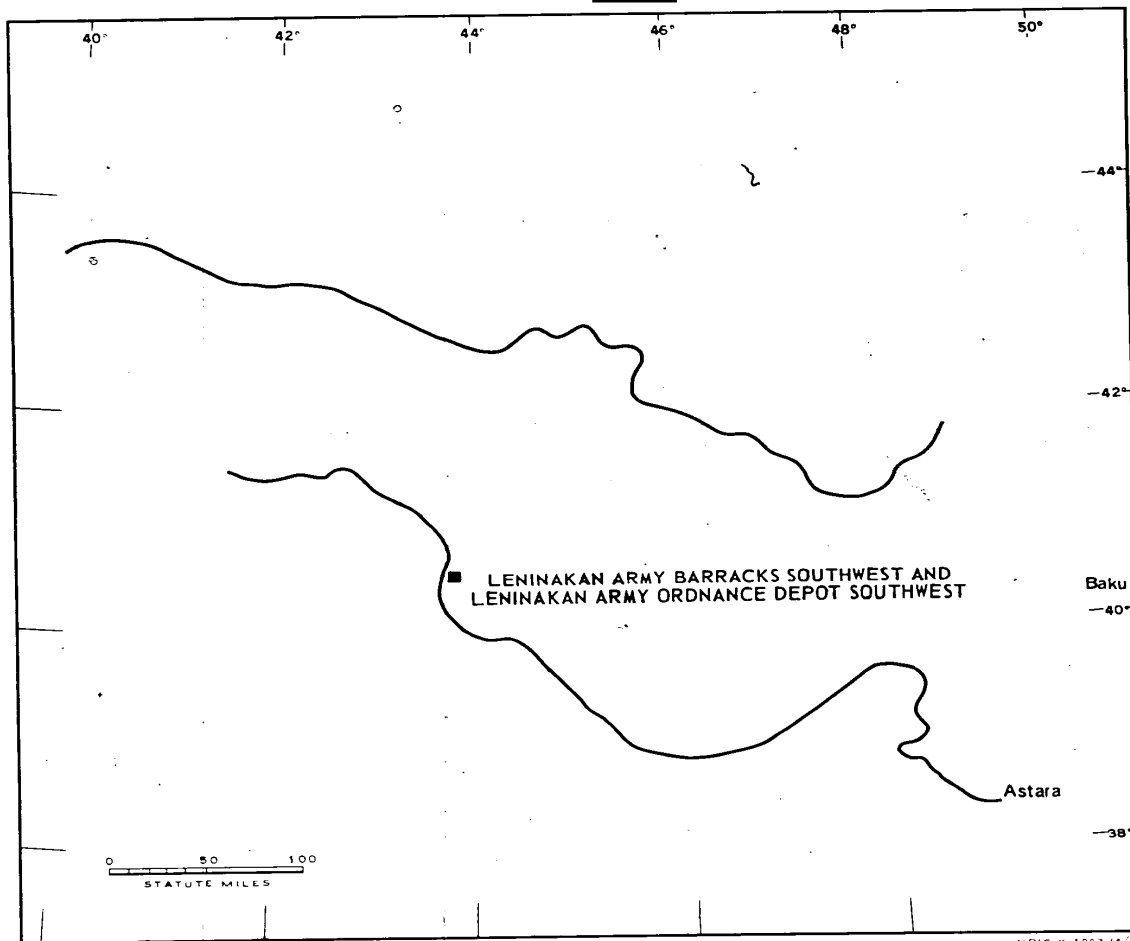 40° 42° 44° 46° 48° 50°
—44°
—42°
LENINAKAN ARMY BARRACKS SOUTHWEST AND
LENINAKAN ARMY ORDNANCE DEPOT SOUTHWEST
Baku
—40°
Astara
—38°
0 50 100
STATUTE MILES